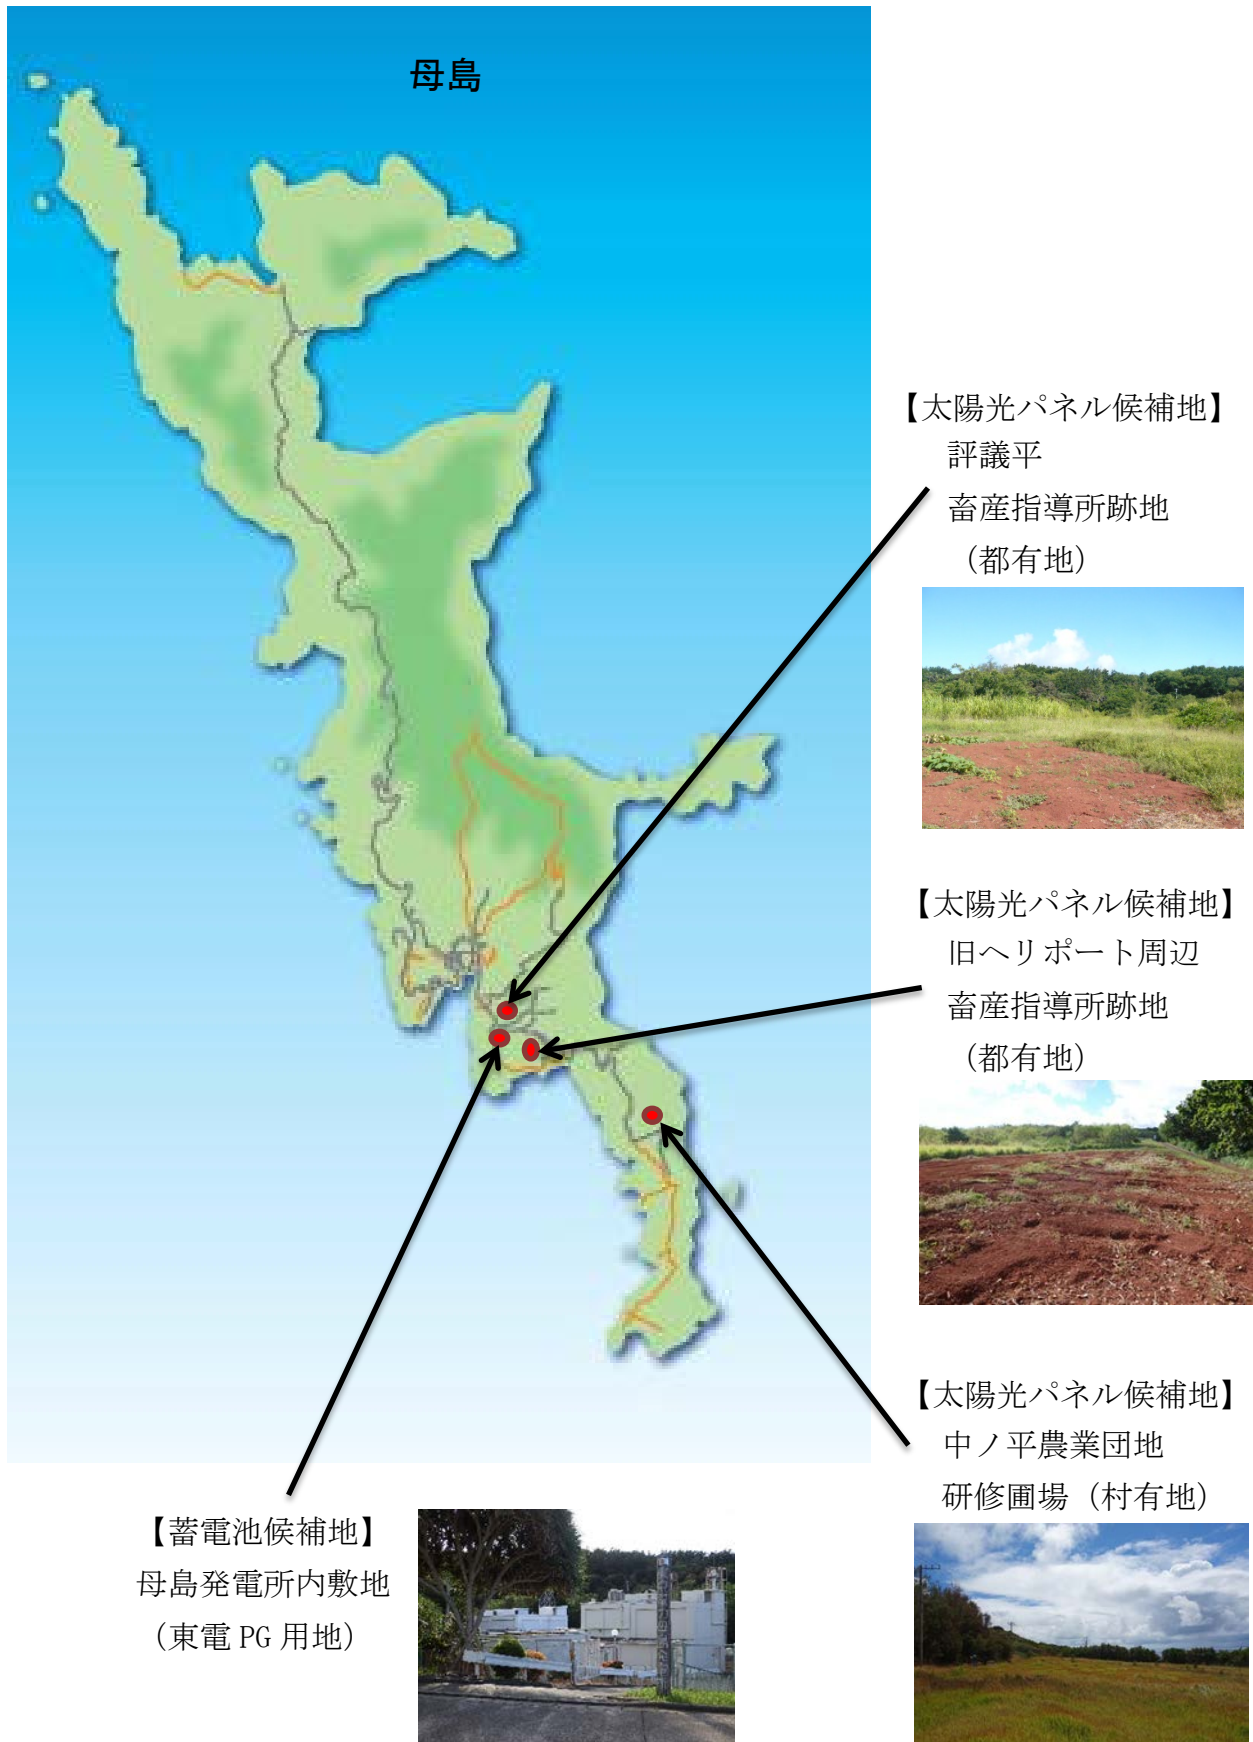 母島
【太陽光パネル候補地】
評議平
畜産指導所跡地
（都有地）
【太陽光パネル候補地】
旧ヘリポート周辺
畜産指導所跡地
（都有地）
【太陽光パネル候補地】
中ノ平農業団地
研修圃場（村有地）
【蓄電池候補地】
母島発電所内敷地
（東電 PG 用地）